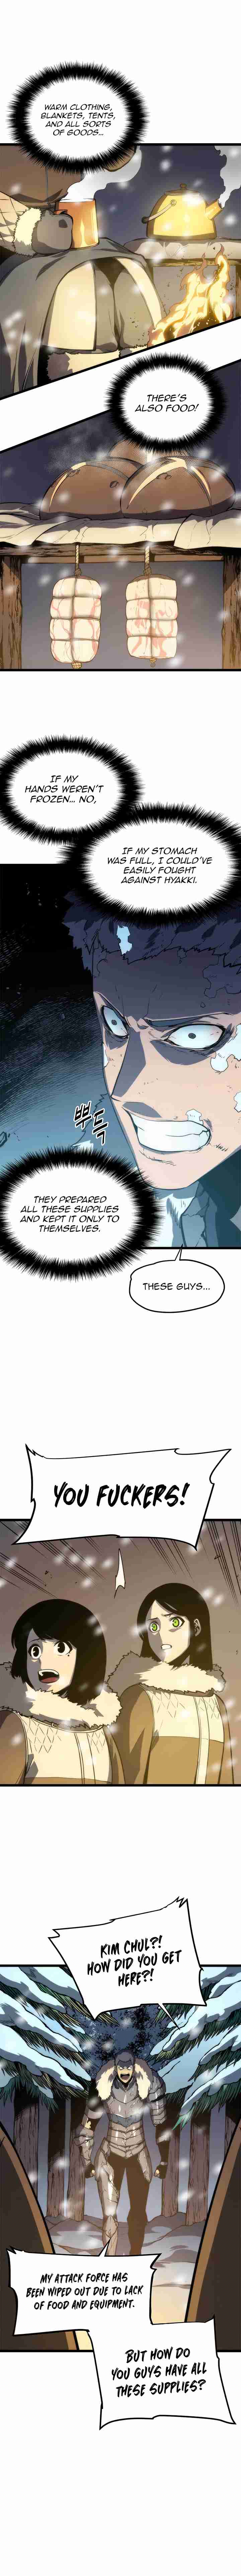 WARM CLOTHING,
BLANKETS, TENTS,
AND ALL SORTS
OF GOODS...
THERE'S
ALSO FOOD!
IF MY
HANDS WEREN'T
FROZEN... NO,
IF MY STOMACH
WAS FULL, I COULD'VE
EASILY FOUGHT
AGAINST HYAKKI.
뿌
드
득
THEY PREPARED
ALL THESE SUPPLIES
AND KEPT IT ONLY TO
THEMSELVES.
THESE GUYS...
YOU FUCKERS!
KIM CHUL?!
HOW DID YOU GET
HERE?!
MY ATTACK FORCE HAS
BEEN WIPED OUT DUE TO LACK
OF FOOD AND EQUIPMENT.
BUT HOW DO
YOU GUYS HAVE ALL
THESE SUPPLIES?